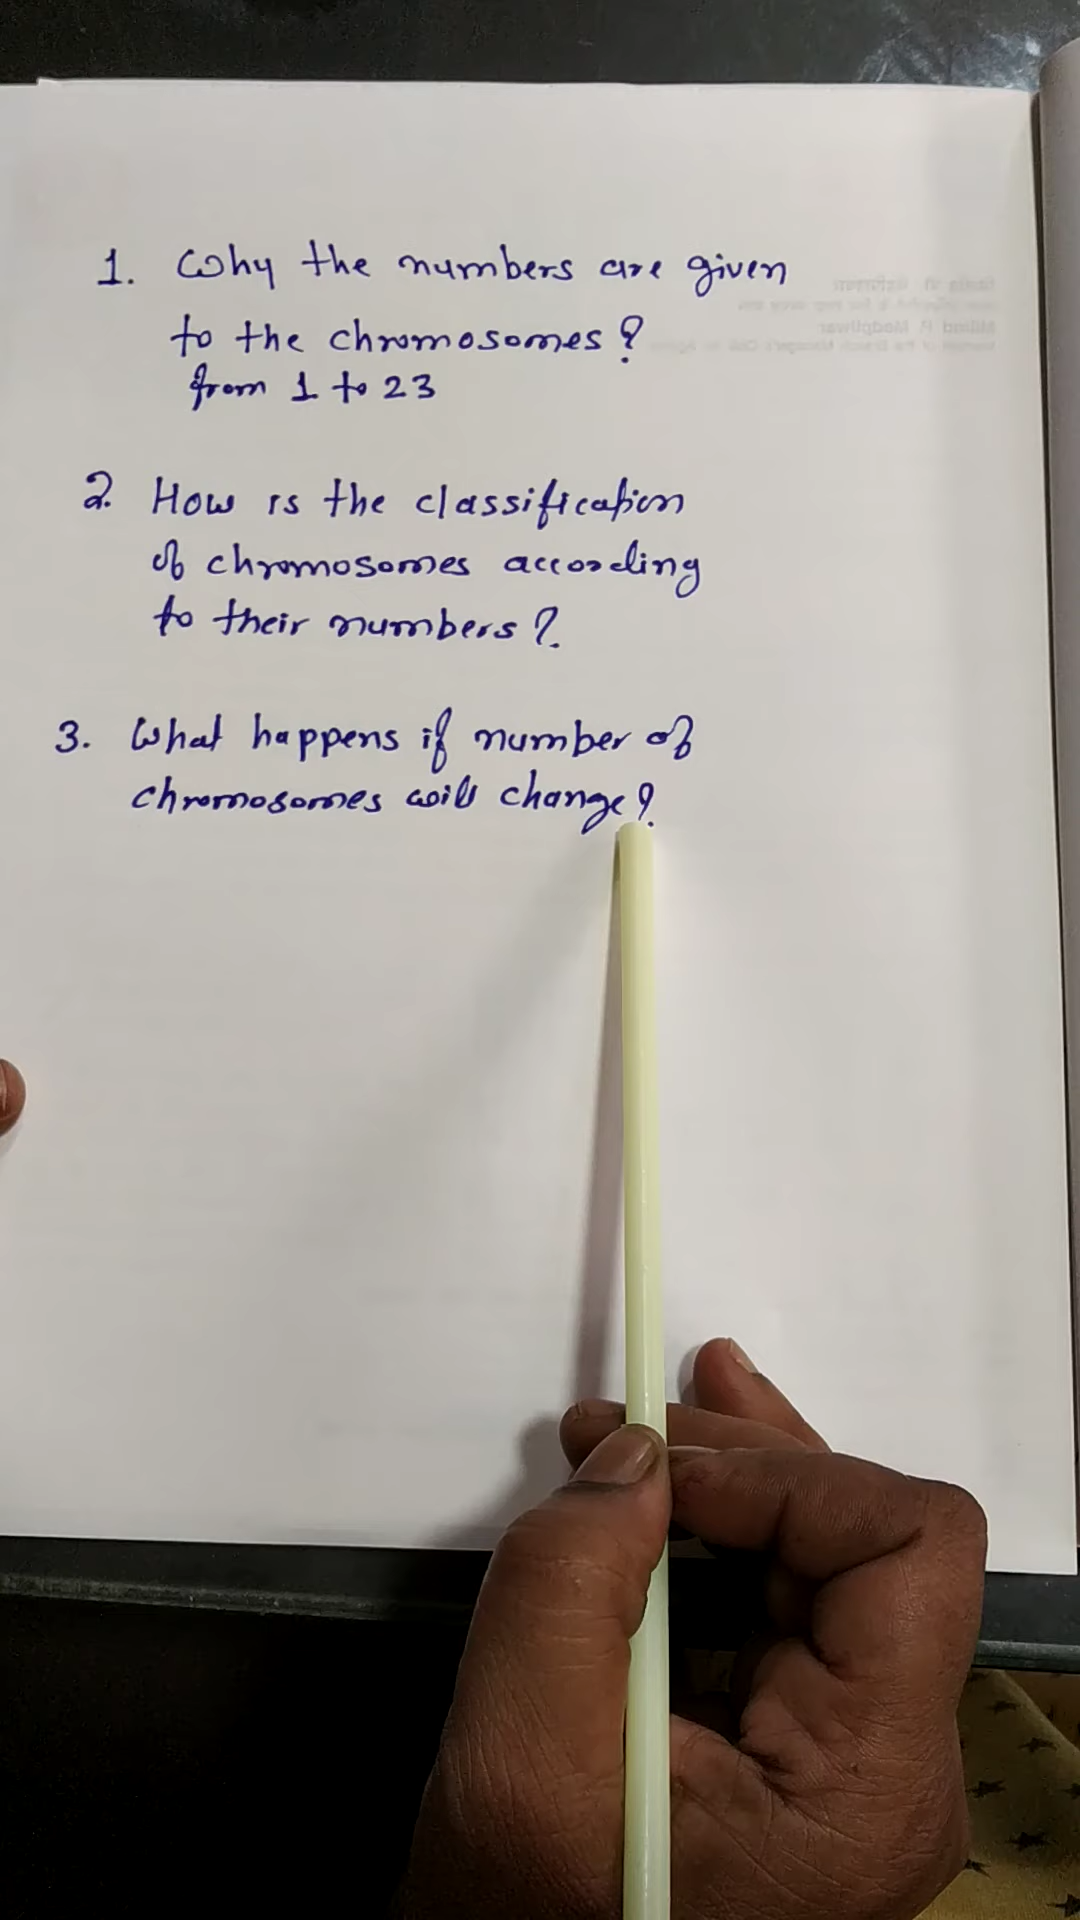 1. Why the numbers are given
to the chromosomes?
from 1 to 23
2. How is the classification
of chromosomes according
to their numbers?
3. What happens if number of
chromosomes will change?